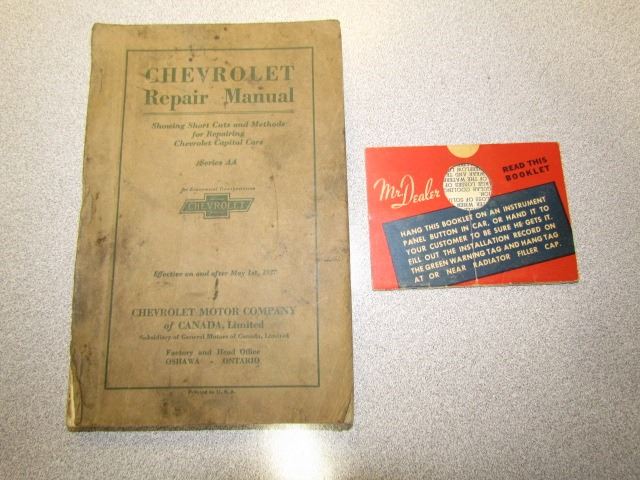 CHEVROLET
Repair Manual
Showing Short Cuts and Methods
for Repairing
Chevrolet Capitol Cars
Series AA
for Economical Transportation
CHEVROLET
Effective on and after May 1st, 1927
CHEVROLET MOTOR COMPANY
of CANADA, Limited
Subsidiary of General Motors of Canada, Limited
Factory and Head Office
OSHAWA - ONTARIO
Printed in U. S. A.
Mr. Dealer
READ THIS
BOOKLET
HANG THIS BOOKLET ON AN INSTRUMENT
PANEL BUTTON IN CAR, OR HAND IT TO
YOUR CUSTOMER TO BE SURE HE GETS IT.
FILL OUT THE INSTALLATION RECORD ON
THE GREEN WARNING TAG AND HANG TAG
AT OR NEAR RADIATOR FILLER CAP.